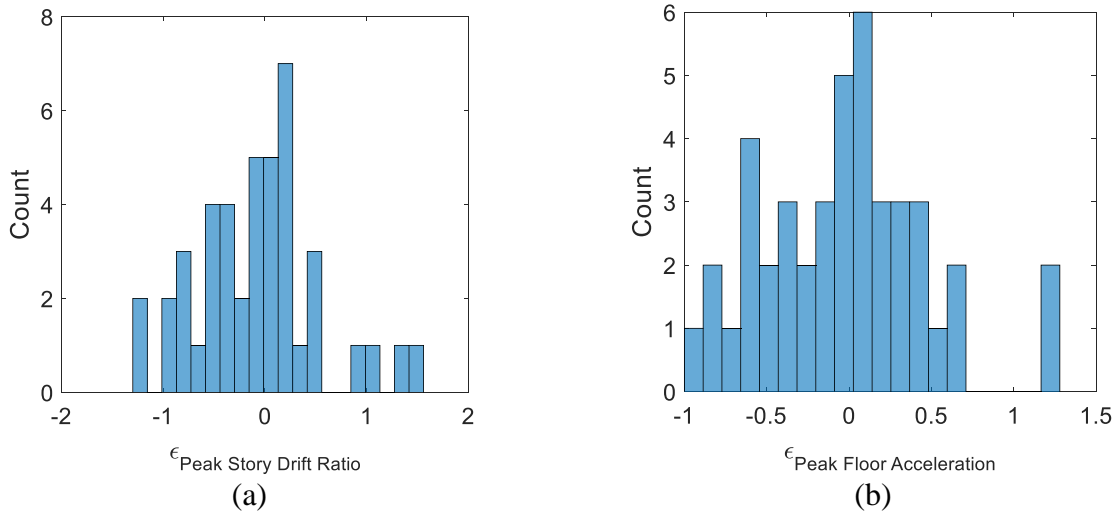 8
6
4
2
0
-2 -1 0 1 2
Count
ϵPeak Story Drift Ratio
(a)
6
5
4
3
2
1
0
-1 -0.5 0 0.5 1 1.5
Count
ϵPeak Floor Acceleration
(b)